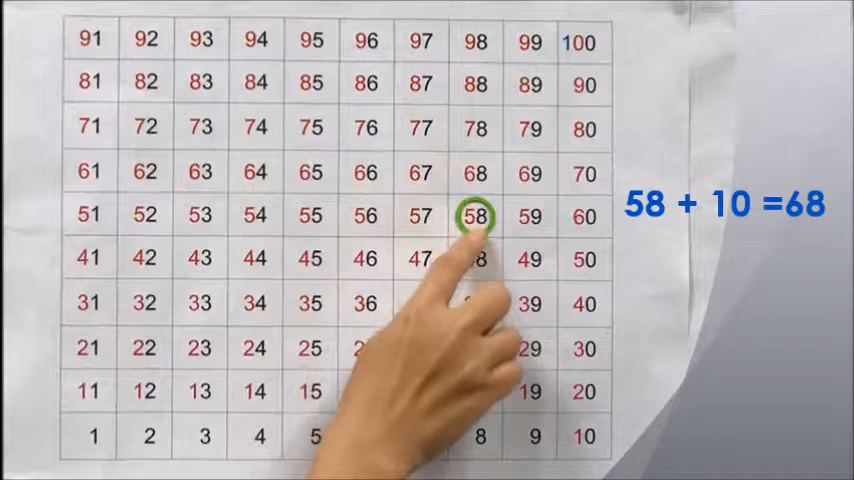 91 92 93 94 95 96 97 98 99 100
81 82 83 84 85 86 87 88 89 90
71 72 73 74 75 76 77 78 79 80
61 62 63 64 65 66 67 68 69 70
58 + 10 =68
51 52 53 54 55 56 57 58 59 60
41 42 43 44 45 46 47 8 49 50
31 32 33 34 35 36 39 40
21 22 23 24 25 2 29 30
11 12 13 14 15 19 20
1 2 3 4 5 8 9 10